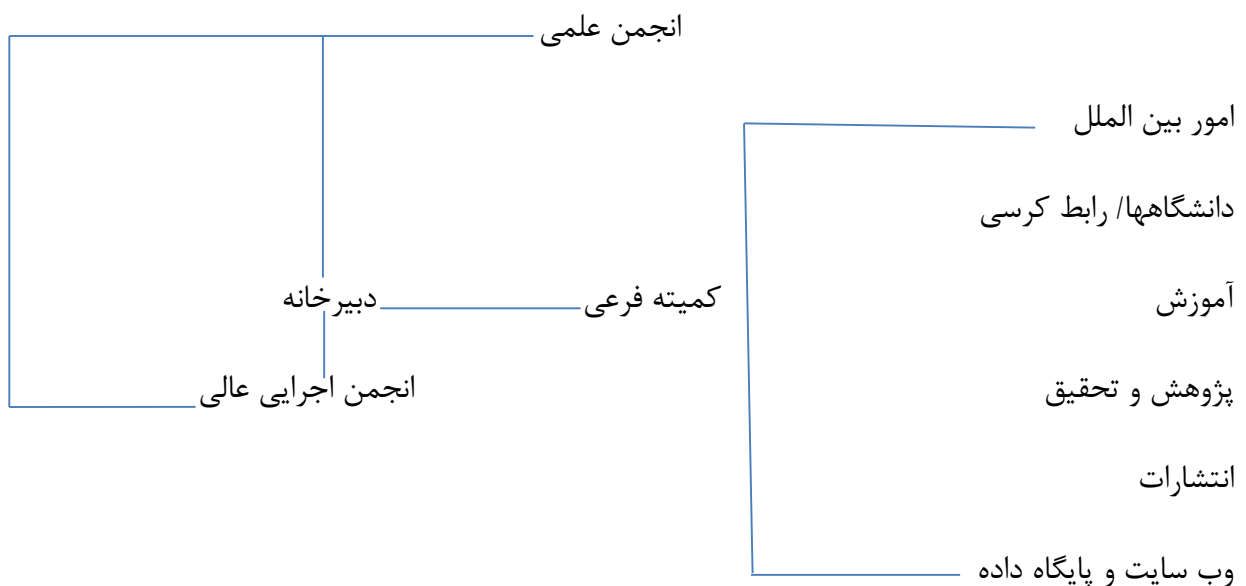 انجمن علمی
امور بین الملل
دانشگاهها/ رابط کرسی
کمیته فرعی
دبیرخانه
آموزش
انجمن اجرایی عالی
پژوهش و تحقیق
انتشارات
وب سایت و پایگاه داده